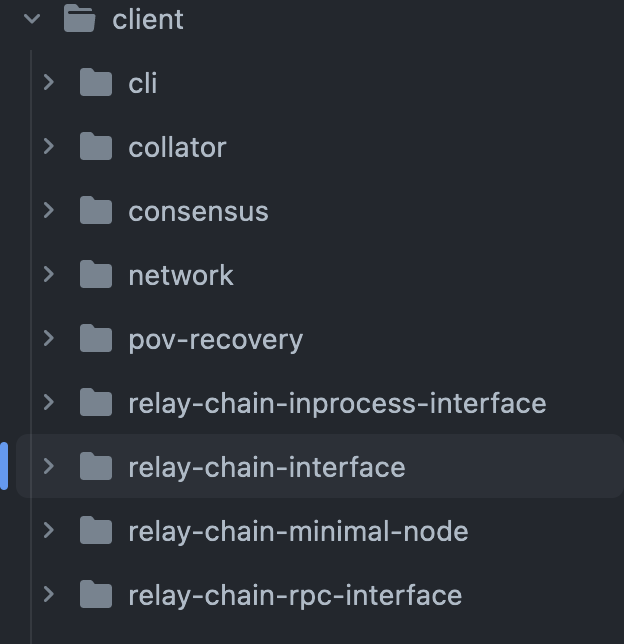 client
cli
collator
consensus
network
pov-recovery
relay-chain-inprocess-interface
relay-chain-interface
relay-chain-minimal-node
relay-chain-rpc-interface